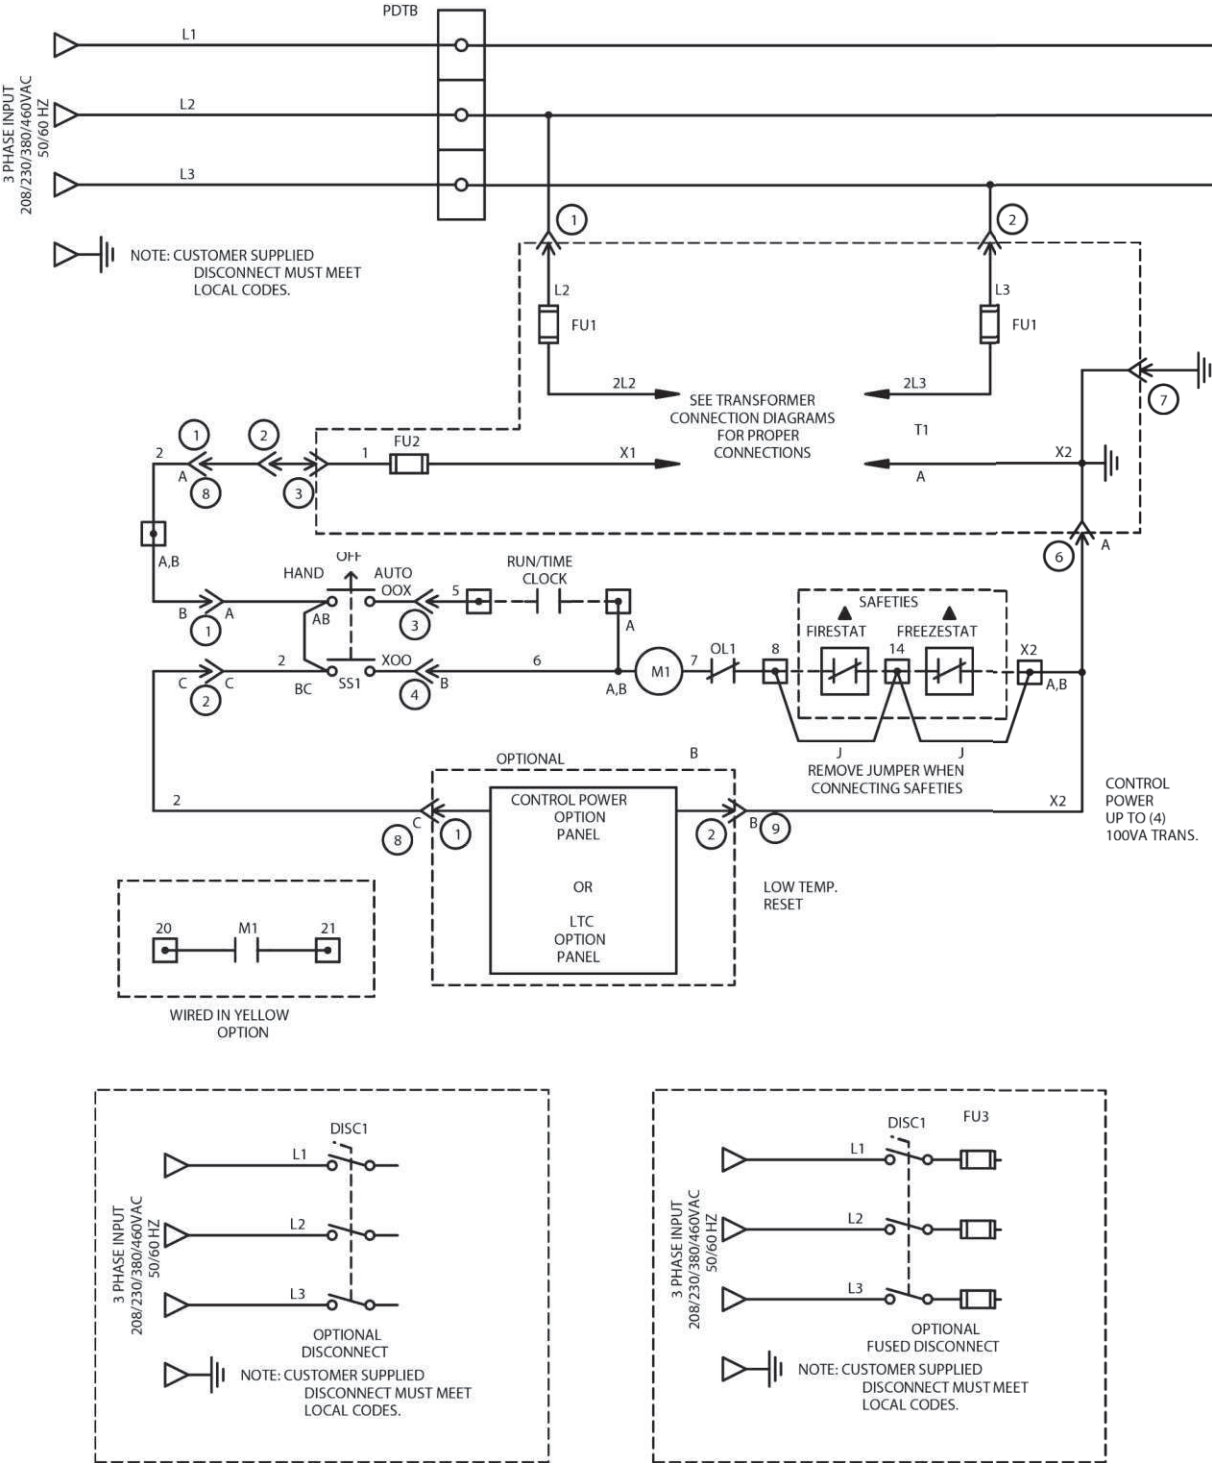 PDTB
L1
L2
L3
3 PHASE INPUT
208/230/380/460VAC
50/60 HZ
NOTE: CUSTOMER SUPPLIED
DISCONNECT MUST MEET
LOCAL CODES.
1
2
L2
L3
FU1
FU1
2L2
2L3
SEE TRANSFORMER
CONNECTION DIAGRAMS
FOR PROPER
CONNECTIONS
T1
7
1
2
2
A
8
3
1
FU2
X1
A
X2
6
A
A,B
OFF
HAND
AUTO
OOX
RUN/TIME
CLOCK
5
B
A
1
AB
3
A
SAFETIES
FIRESTAT
FREEZESTAT
C
C
2
2
BC
SS1
XOO
4
B
6
A,B
M1
7
OL1
8
14
X2
A,B
J
J
REMOVE JUMPER WHEN
CONNECTING SAFETIES
OPTIONAL
B
2
C
8
1
CONTROL POWER
OPTION
PANEL
OR
LTC
OPTION
PANEL
2
B
9
X2
CONTROL
POWER
UP TO (4)
100VA TRANS.
LOW TEMP.
RESET
20
M1
21
WIRED IN YELLOW
OPTION
DISC1
L1
L2
L3
3 PHASE INPUT
208/230/380/460VAC
50/60 HZ
OPTIONAL
DISCONNECT
NOTE: CUSTOMER SUPPLIED
DISCONNECT MUST MEET
LOCAL CODES.
DISC1
FU3
L1
L2
L3
3 PHASE INPUT
208/230/380/460VAC
50/60 HZ
OPTIONAL
FUSED DISCONNECT
NOTE: CUSTOMER SUPPLIED
DISCONNECT MUST MEET
LOCAL CODES.